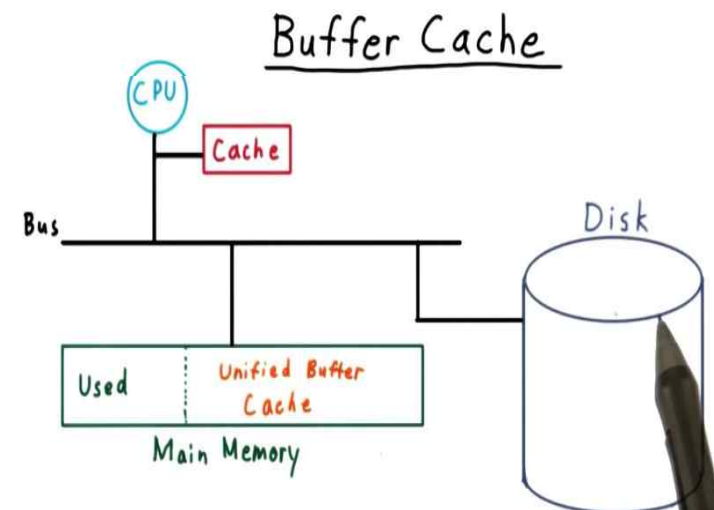 Buffer Cache
CPU
Cache
Bus
Disk
Used
Unified Buffer
Cache
Main Memory